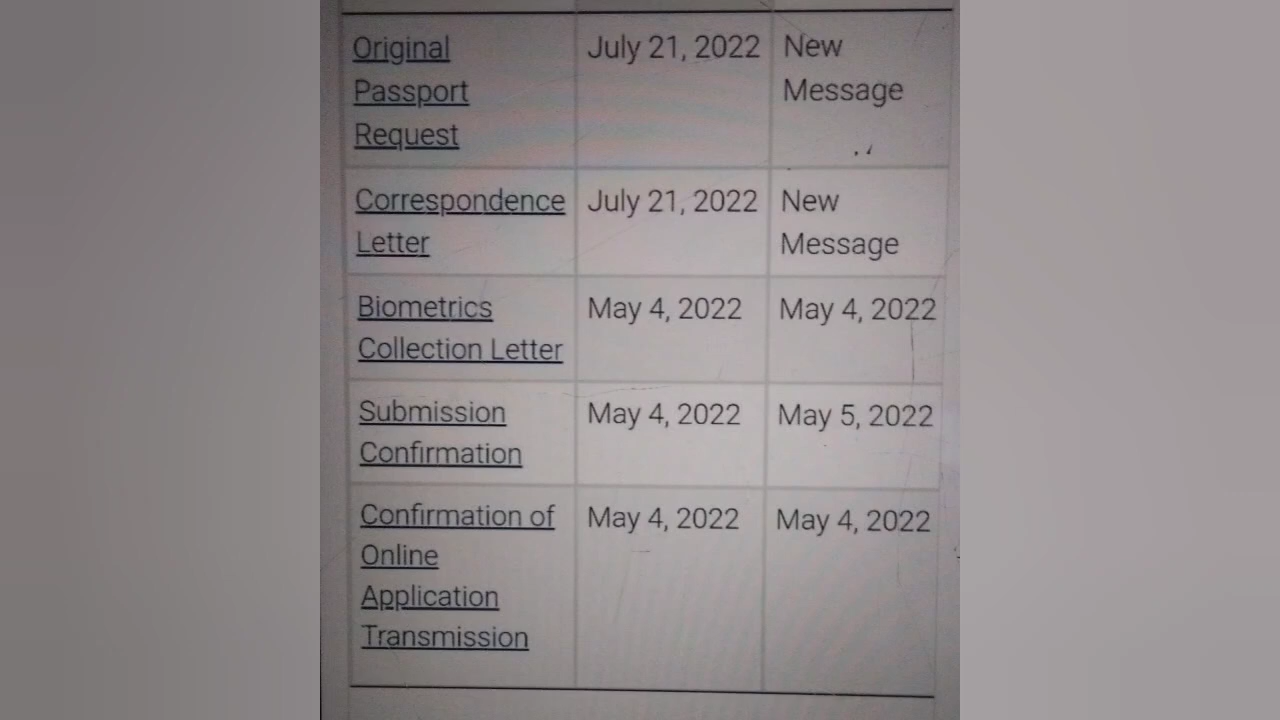 Original Passport Request
July 21, 2022
New Message
Correspondence Letter
July 21, 2022
New Message
Biometrics Collection Letter
May 4, 2022
May 4, 2022
Submission Confirmation
May 4, 2022
May 5, 2022
Confirmation of Online Application Transmission
May 4, 2022
May 4, 2022